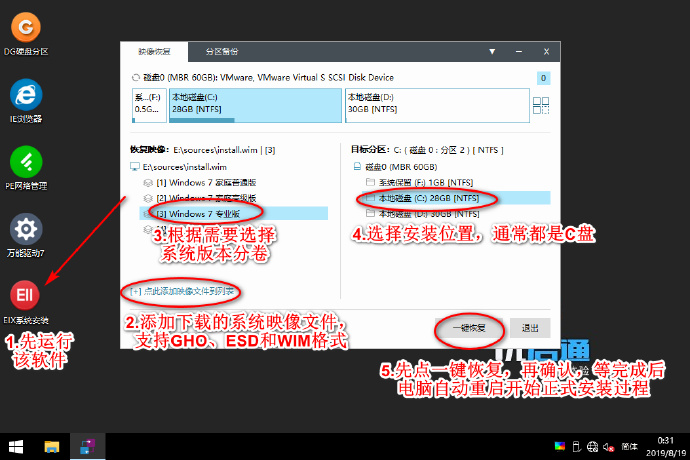 DG硬盘分区
IE浏览器
PE网络管理
万能驱动7
EII
EIX系统安装
1.先运行
该软件
映像恢复 分区备份
磁盘0 (MBR 60GB): VMware, VMware Virtual S SCSI Disk Device
0
系...(F:)
0.5G...
本地磁盘(C:)
28GB [NTFS]
本地磁盘(D:)
30GB [NTFS]
恢复映像: E:\sources\install.wim | [3]
E:\sources\install.wim
[1] Windows 7 家庭普通版
[2] Windows 7 家庭高级版
[3] Windows 7 专业版
3.根据需要选择
系统版本分卷
[+] 点此添加映像文件到列表
2.添加下载的系统映像文件，
支持GHO、ESD和WIM格式
目标分区: C: ( 磁盘 0 : 分区 2 ) [ NTFS ]
磁盘0 (MBR 60GB)
系统保留 (F:) 1GB [NTFS]
本地磁盘 (C:) 28GB [NTFS]
本地磁盘 (D:) 30GB [NTFS]
4.选择安装位置，通常都是C盘
一键恢复 退出
5.先点一键恢复，再确认，等完成后
电脑自动重启开始正式安装过程
简体
0:31
2019/8/19